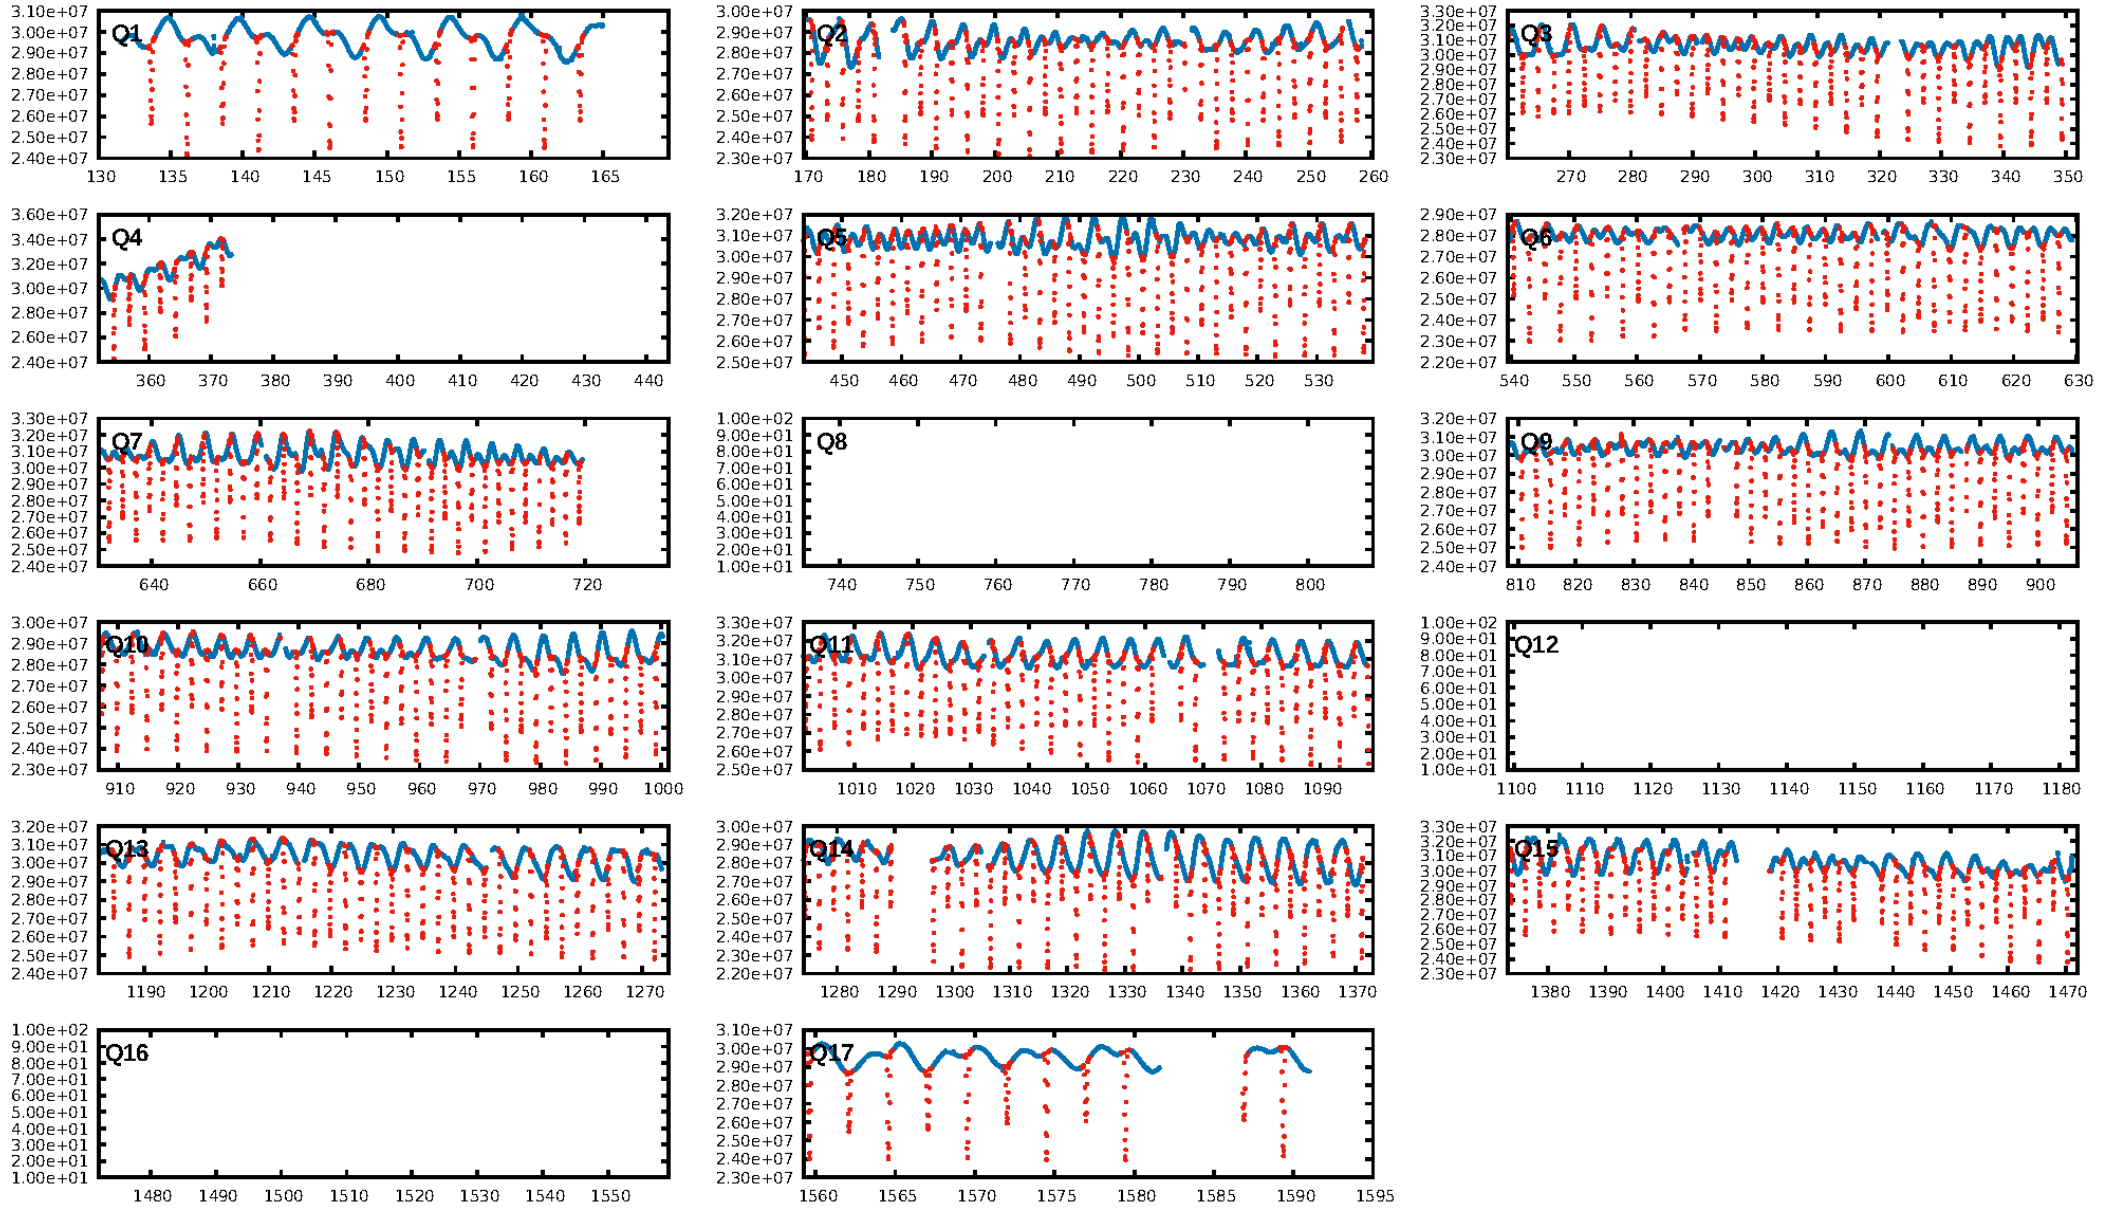 3.10e+07
3.00e+07
2.90e+07
2.80e+07
2.70e+07
2.60e+07
2.50e+07
2.40e+07
Q1
130 135 140 145 150 155 160 165
3.00e+07
2.90e+07
2.80e+07
2.70e+07
2.60e+07
2.50e+07
2.40e+07
2.30e+07
Q2
170 180 190 200 210 220 230 240 250 260
3.30e+07
3.20e+07
3.10e+07
3.00e+07
2.90e+07
2.80e+07
2.70e+07
2.60e+07
2.50e+07
2.40e+07
2.30e+07
Q3
270 280 290 300 310 320 330 340 350
3.60e+07
3.40e+07
3.20e+07
3.00e+07
2.80e+07
2.60e+07
2.40e+07
Q4
360 370 380 390 400 410 420 430 440
3.20e+07
3.10e+07
3.00e+07
2.90e+07
2.80e+07
2.70e+07
2.60e+07
2.50e+07
Q5
450 460 470 480 490 500 510 520 530
2.90e+07
2.80e+07
2.70e+07
2.60e+07
2.50e+07
2.40e+07
2.30e+07
2.20e+07
Q6
540 550 560 570 580 590 600 610 620 630
3.30e+07
3.20e+07
3.10e+07
3.00e+07
2.90e+07
2.80e+07
2.70e+07
2.60e+07
2.50e+07
2.40e+07
Q7
640 660 680 700 720
1.00e+02
9.00e+01
8.00e+01
7.00e+01
6.00e+01
5.00e+01
4.00e+01
3.00e+01
2.00e+01
1.00e+01
Q8
740 750 760 770 780 790 800
3.20e+07
3.10e+07
3.00e+07
2.90e+07
2.80e+07
2.70e+07
2.60e+07
2.50e+07
2.40e+07
Q9
810 820 830 840 850 860 870 880 890 900
3.00e+07
2.90e+07
2.80e+07
2.70e+07
2.60e+07
2.50e+07
2.40e+07
2.30e+07
Q10
910 920 930 940 950 960 970 980 990 1000
3.30e+07
3.20e+07
3.10e+07
3.00e+07
2.90e+07
2.80e+07
2.70e+07
2.60e+07
2.50e+07
Q11
1010 1020 1030 1040 1050 1060 1070 1080 1090
1.00e+02
9.00e+01
8.00e+01
7.00e+01
6.00e+01
5.00e+01
4.00e+01
3.00e+01
2.00e+01
1.00e+01
Q12
1100 1110 1120 1130 1140 1150 1160 1170 1180
3.20e+07
3.10e+07
3.00e+07
2.90e+07
2.80e+07
2.70e+07
2.60e+07
2.50e+07
2.40e+07
Q13
1190 1200 1210 1220 1230 1240 1250 1260 1270
3.00e+07
2.90e+07
2.80e+07
2.70e+07
2.60e+07
2.50e+07
2.40e+07
2.30e+07
2.20e+07
Q14
1280 1290 1300 1310 1320 1330 1340 1350 1360 1370
3.30e+07
3.20e+07
3.10e+07
3.00e+07
2.90e+07
2.80e+07
2.70e+07
2.60e+07
2.50e+07
2.40e+07
2.30e+07
Q15
1380 1390 1400 1410 1420 1430 1440 1450 1460 1470
1.00e+02
9.00e+01
8.00e+01
7.00e+01
6.00e+01
5.00e+01
4.00e+01
3.00e+01
2.00e+01
1.00e+01
Q16
1480 1490 1500 1510 1520 1530 1540 1550
3.10e+07
3.00e+07
2.90e+07
2.80e+07
2.70e+07
2.60e+07
2.50e+07
2.40e+07
2.30e+07
Q17
1560 1565 1570 1575 1580 1585 1590 1595